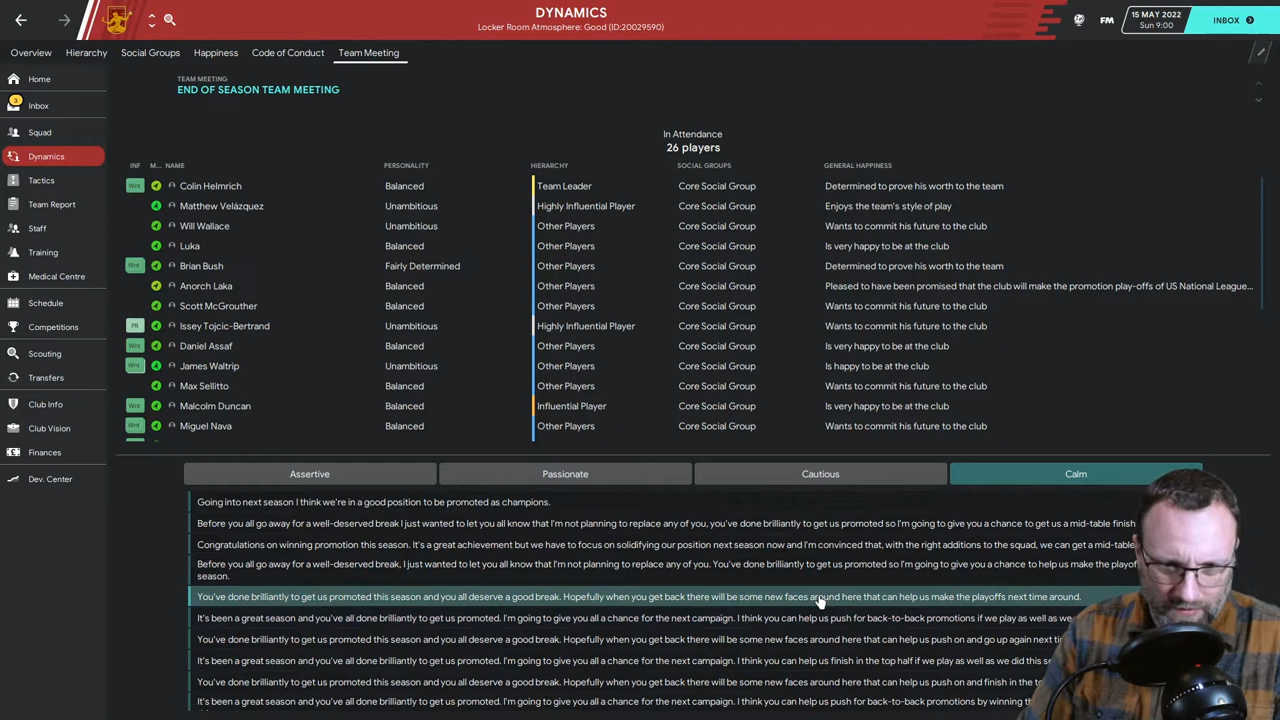 DYNAMICS
Locker Room Atmosphere: Good (ID:20029590)
FM
15 MAY 2022
Sun 9:00
INBOX
Overview Hierarchy Social Groups Happiness Code of Conduct Team Meeting
Home
3
Inbox
Squad
Dynamics
Tactics
Team Report
Staff
Training
Medical Centre
Schedule
Competitions
Scouting
Transfers
Club Info
Club Vision
Finances
Dev. Center
TEAM MEETING
END OF SEASON TEAM MEETING
In Attendance
26 players
INF M... NAME PERSONALITY HIERARCHY SOCIAL GROUPS GENERAL HAPPINESS
Wnt Colin Helmrich Balanced Team Leader Core Social Group Determined to prove his worth to the team
Matthew Velázquez Unambitious Highly Influential Player Core Social Group Enjoys the team's style of play
Will Wallace Unambitious Other Players Core Social Group Wants to commit his future to the club
Luka Balanced Other Players Core Social Group Is very happy to be at the club
Wnt Brian Bush Fairly Determined Other Players Core Social Group Determined to prove his worth to the team
Anorch Laka Balanced Other Players Core Social Group Pleased to have been promised that the club will make the promotion play-offs of US National League...
Scott McGrouther Balanced Other Players Core Social Group Wants to commit his future to the club
PR Issey Tojcic-Bertrand Unambitious Highly Influential Player Core Social Group Wants to commit his future to the club
Wnt Daniel Assaf Balanced Other Players Core Social Group Is very happy to be at the club
Wnt James Waltrip Unambitious Other Players Core Social Group Is happy to be at the club
Max Sellitto Balanced Other Players Core Social Group Wants to commit his future to the club
Wnt Malcolm Duncan Balanced Influential Player Core Social Group Is very happy to be at the club
Wnt Miguel Nava Balanced Other Players Core Social Group Wants to commit his future to the club
Assertive Passionate Cautious Calm
Going into next season I think we're in a good position to be promoted as champions.
Before you all go away for a well-deserved break I just wanted to let you all know that I'm not planning to replace any of you, you've done brilliantly to get us promoted so I'm going to give you a chance to get us a mid-table finish
Congratulations on winning promotion this season. It's a great achievement but we have to focus on solidifying our position next season now and I'm convinced that, with the right additions to the squad, we can get a mid-table
Before you all go away for a well-deserved break, I just wanted to let you all know that I'm not planning to replace any of you. You've done brilliantly to get us promoted so I'm going to give you a chance to help us make the playof
season.
You've done brilliantly to get us promoted this season and you all deserve a good break. Hopefully when you get back there will be some new faces around here that can help us make the playoffs next time around.
It's been a great season and you've all done brilliantly to get us promoted. I'm going to give you all a chance for the next campaign. I think you can help us push for back-to-back promotions if we play as well as we
You've done brilliantly to get us promoted this season and you all deserve a good break. Hopefully when you get back there will be some new faces around here that can help us push on and go up again next ti
It's been a great season and you've all done brilliantly to get us promoted. I'm going to give you all a chance for the next campaign. I think you can help us finish in the top half if we play as well as we did this se
You've done brilliantly to get us promoted this season and you all deserve a good break. Hopefully when you get back there will be some new faces around here that can help us push on and finish in the to
It's been a great season and you've all done brilliantly to get us promoted. I'm going to give you all a chance for the next campaign. I think you can help us push for back-to-back promotions by winning th